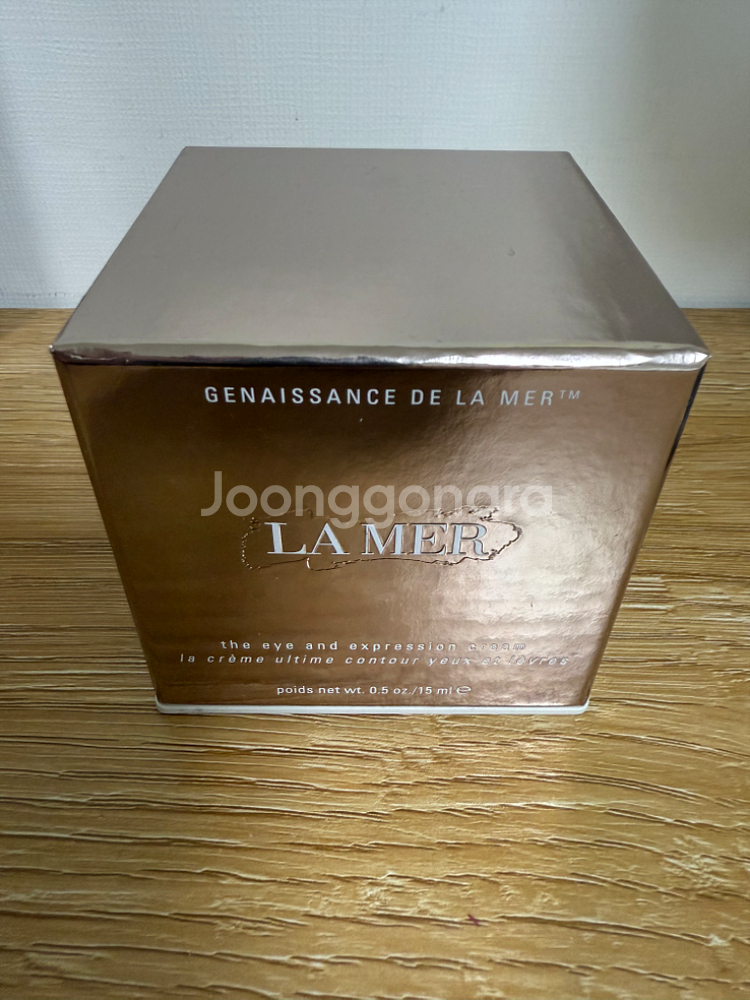 GENAISSANCE DE LA MER™
Joonggonara
LA MER
the eye and expression cream
la crème ultime contour yeux et lèvres
poids net wt. 0.5 oz./15 ml ℮